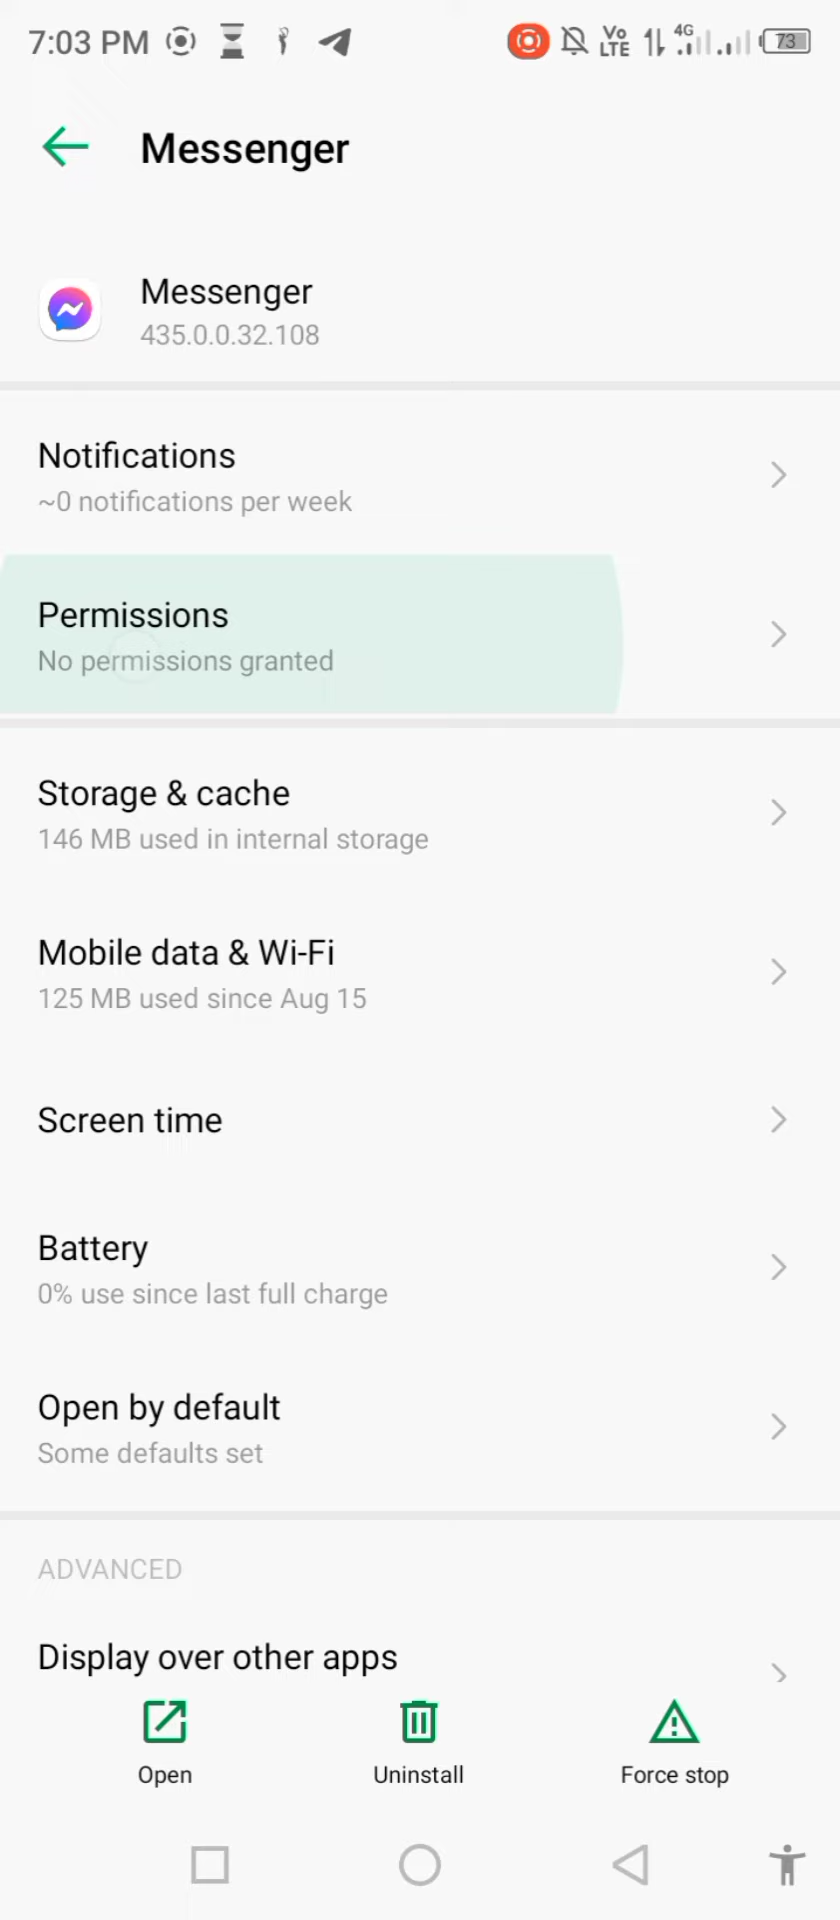 7:03 PM
Vo
LTE
4G
73
Messenger
Messenger
435.0.0.32.108
Notifications
~0 notifications per week
Permissions
No permissions granted
Storage & cache
146 MB used in internal storage
Mobile data & Wi-Fi
125 MB used since Aug 15
Screen time
Battery
0% use since last full charge
Open by default
Some defaults set
ADVANCED
Display over other apps
Open
Uninstall
Force stop